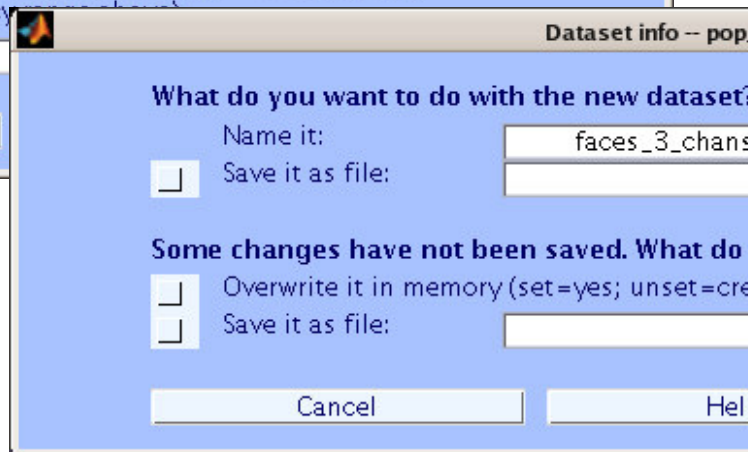 Dataset info -- pop_
What do you want to do with the new dataset?
Name it: faces_3_chans
Save it as file:
Some changes have not been saved. What do
Overwrite it in memory (set=yes; unset=cre
Save it as file:
Cancel Hel